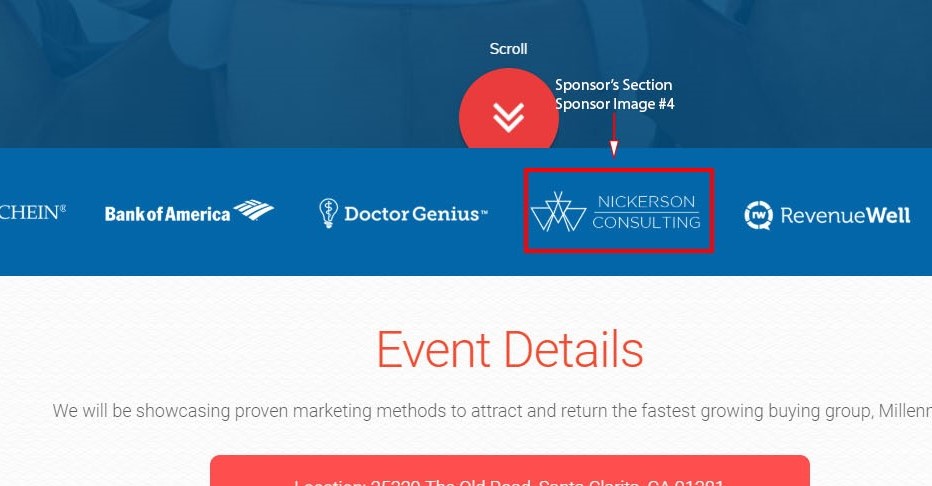 Scroll
Sponsor's Section
Sponsor Image #4
CHEIN®
Bank of America
Doctor Genius™
NICKERSON
CONSULTING
rw RevenueWell
Event Details
We will be showcasing proven marketing methods to attract and return the fastest growing buying group, Millenn
Location: 25220 The Old Road, Santa Clarita, CA 91381